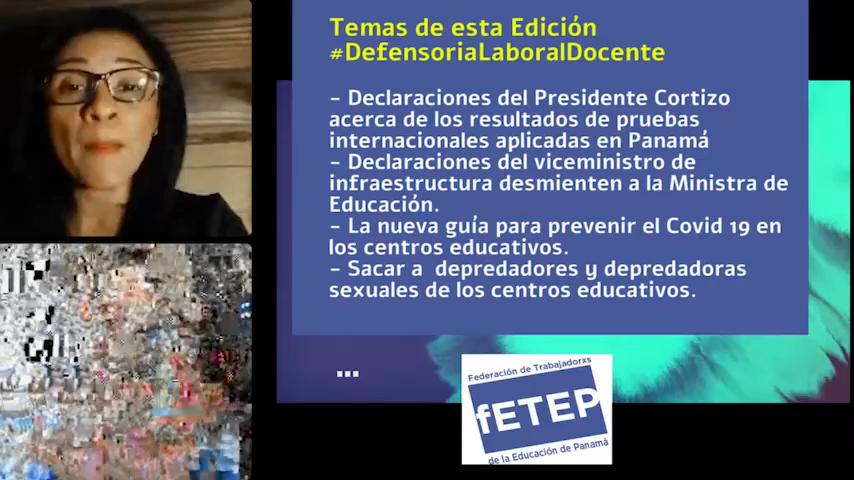 Temas de esta Edición
#DefensoriaLaboralDocente
- Declaraciones del Presidente Cortizo
acerca de los resultados de pruebas
internacionales aplicadas en Panamá
- Declaraciones del viceministro de
infraestructura desmienten a la Ministra de
Educación.
- La nueva guía para prevenir el Covid 19 en
los centros educativos.
- Sacar a depredadores y depredadoras
sexuales de los centros educativos.
...
Federación de Trabajadorxs
fETEP
de la Educación de Panamá